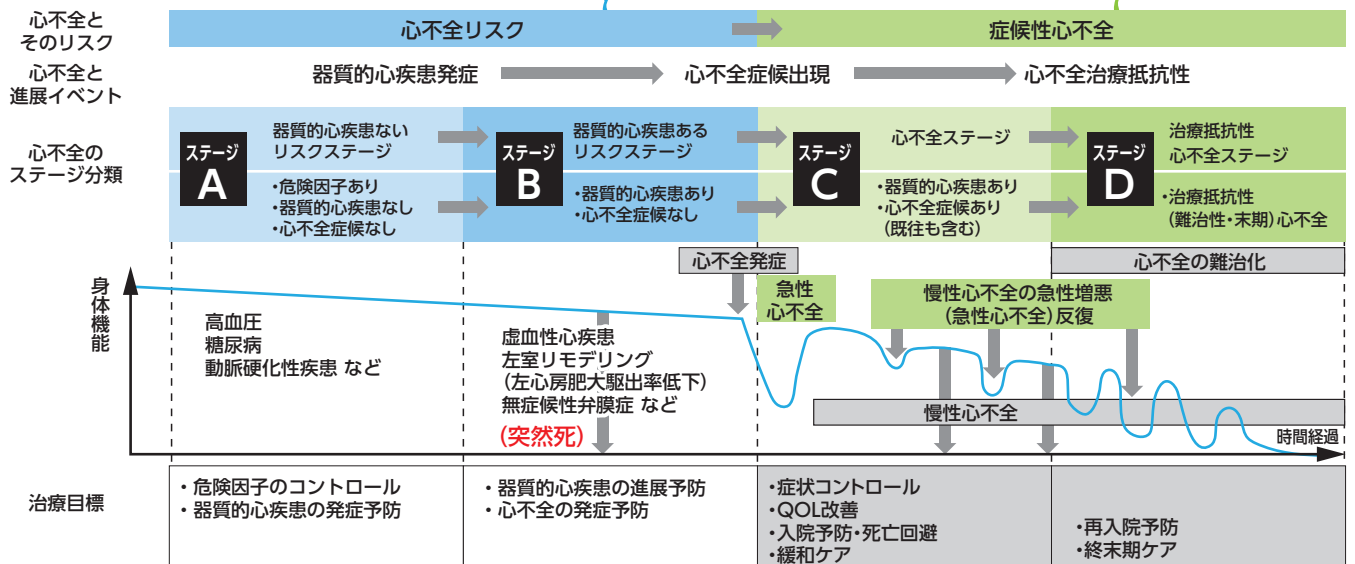 心不全と
そのリスク
心不全リスク
症候性心不全
心不全と
進展イベント
器質的心疾患発症
心不全症候出現
心不全治療抵抗性
心不全の
ステージ分類
ステージ
A
器質的心疾患ない
リスクステージ
・危険因子あり
・器質的心疾患なし
・心不全症候なし
ステージ
B
器質的心疾患ある
リスクステージ
・器質的心疾患あり
・心不全症候なし
ステージ
C
心不全ステージ
・器質的心疾患あり
・心不全症候あり
(既往も含む)
ステージ
D
治療抵抗性
心不全ステージ
・治療抵抗性
(難治性・末期)心不全
身体機能
心不全発症
心不全の難治化
急性
心不全
慢性心不全の急性増悪
(急性心不全)反復
高血圧
糖尿病
動脈硬化性疾患 など
虚血性心疾患
左室リモデリング
(左心房肥大駆出率低下)
無症候性弁膜症 など
(突然死)
慢性心不全
時間経過
治療目標
・危険因子のコントロール
・器質的心疾患の発症予防
・器質的心疾患の進展予防
・心不全の発症予防
・症状コントロール
・QOL改善
・入院予防・死亡回避
・緩和ケア
・再入院予防
・終末期ケア